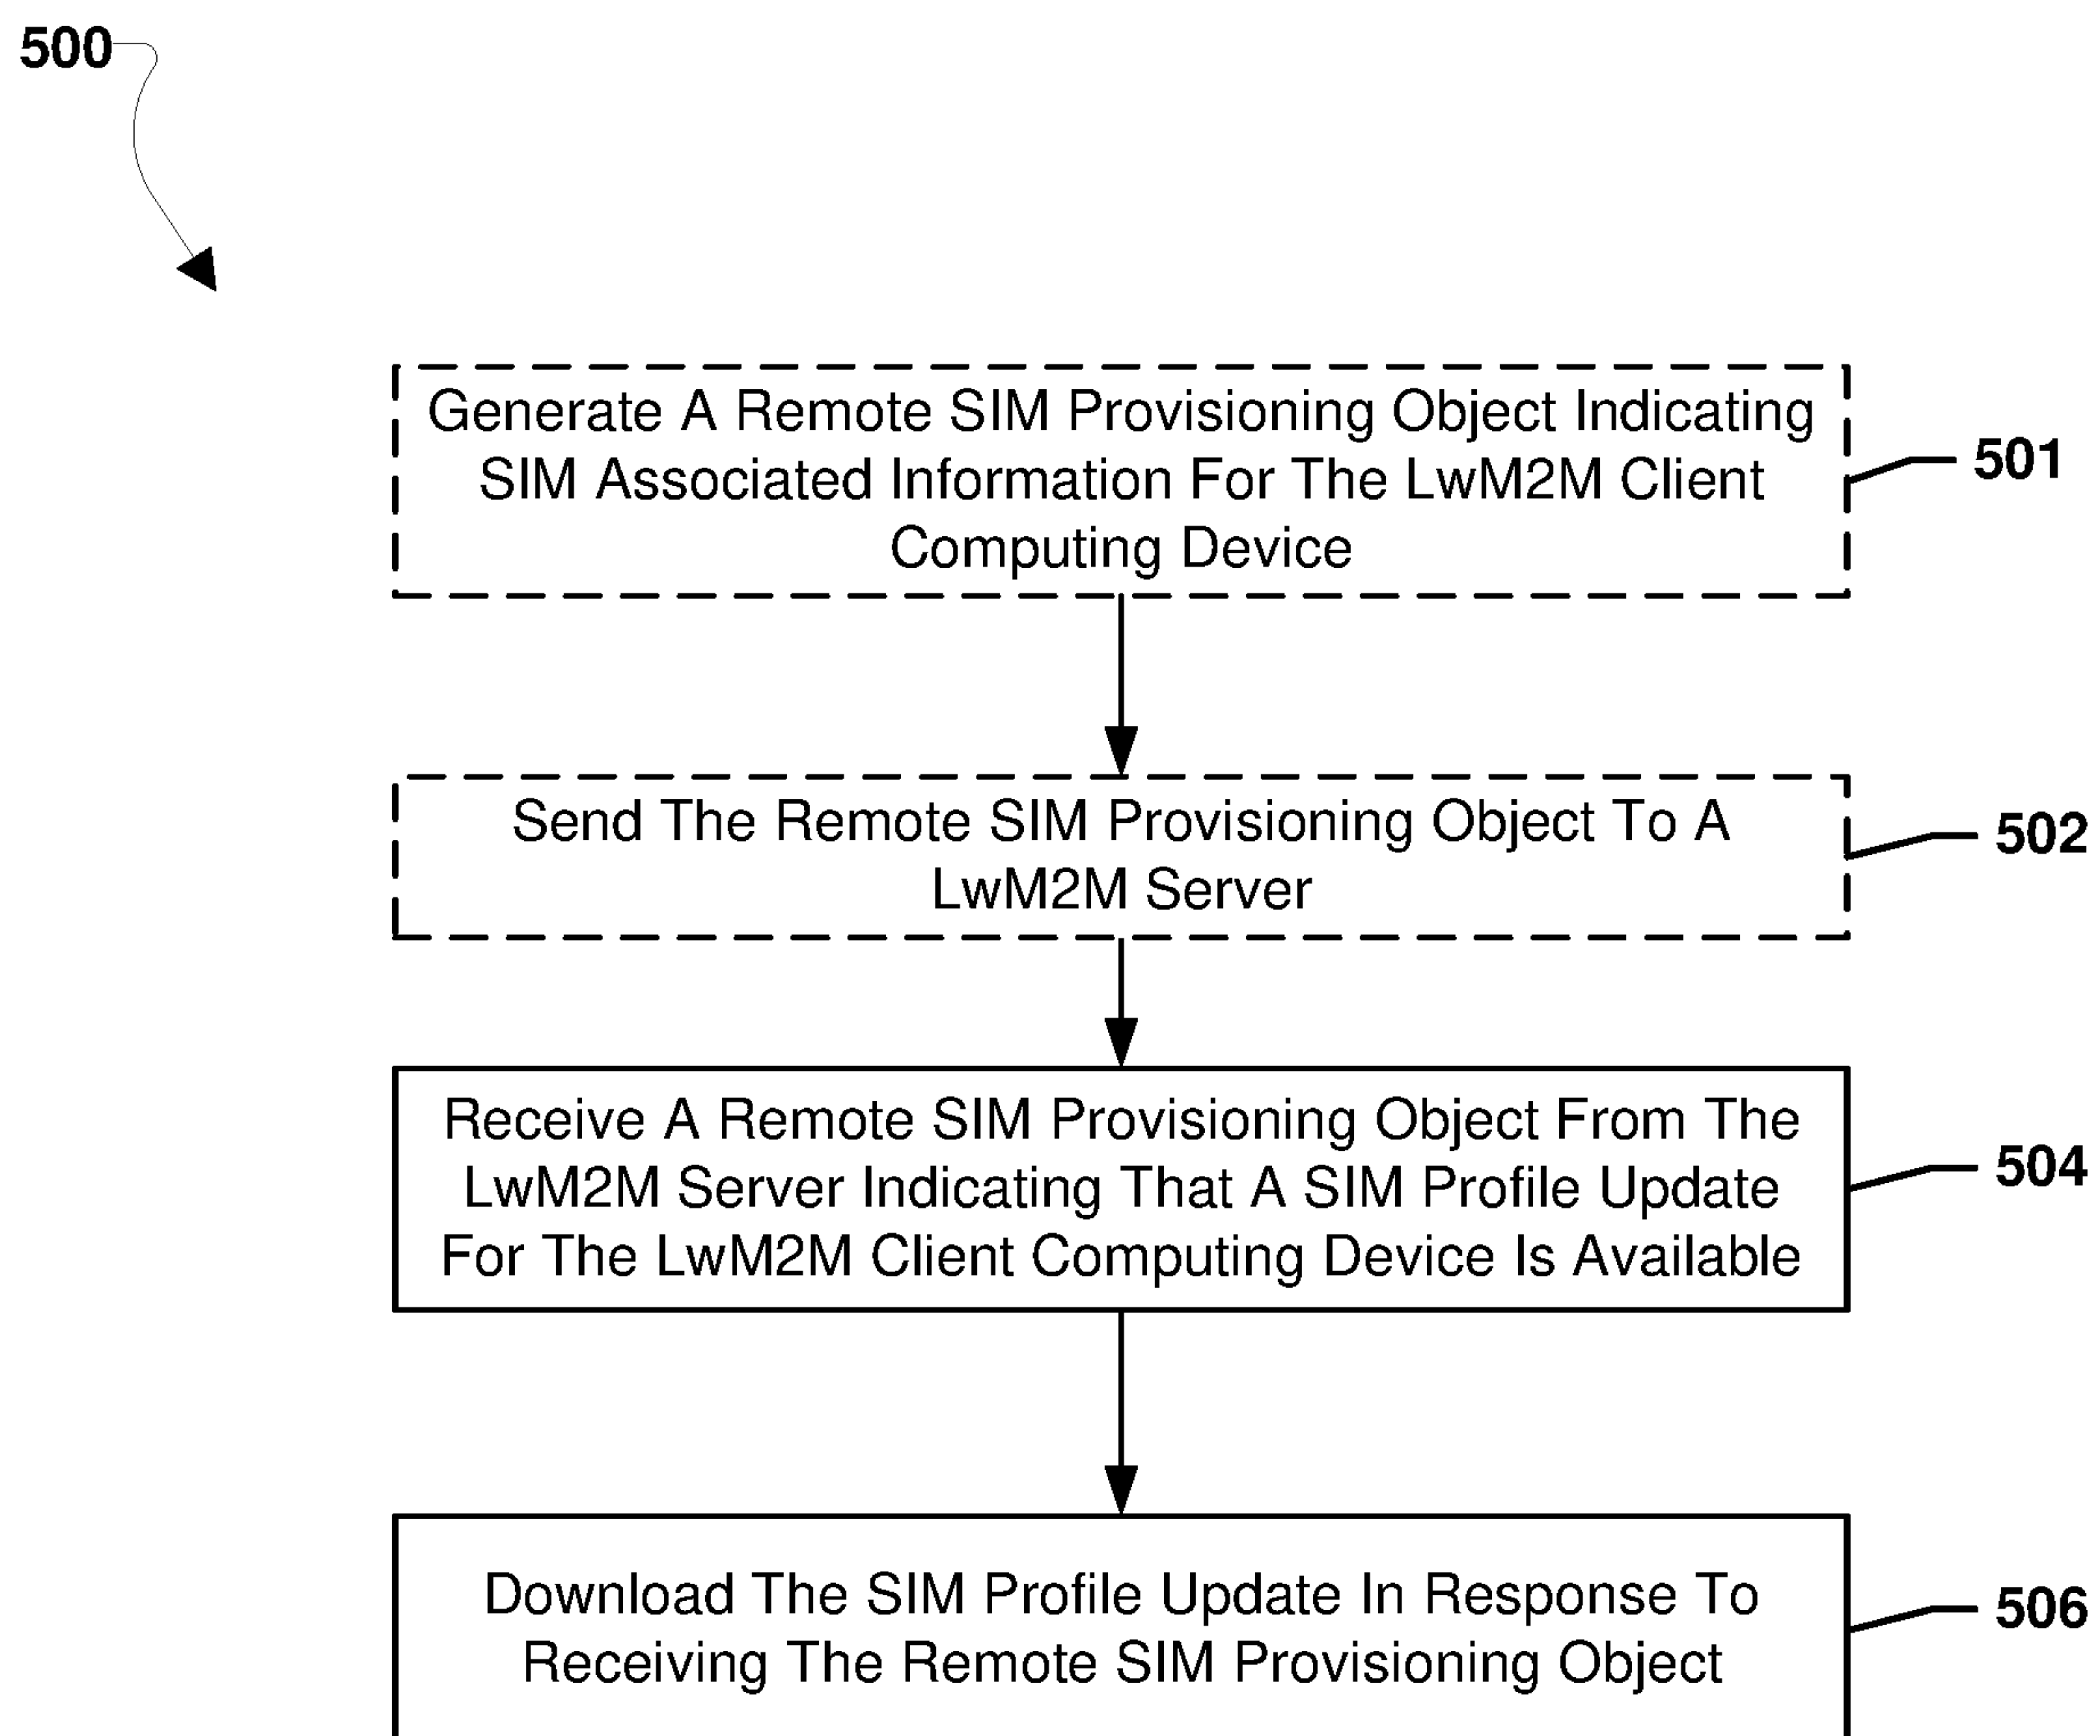 500
Generate A Remote SIM Provisioning Object Indicating
SIM Associated Information For The LwM2M Client
Computing Device
501
Send The Remote SIM Provisioning Object To A
LwM2M Server
502
Receive A Remote SIM Provisioning Object From The
LwM2M Server Indicating That A SIM Profile Update
For The LwM2M Client Computing Device Is Available
504
Download The SIM Profile Update In Response To
Receiving The Remote SIM Provisioning Object
506